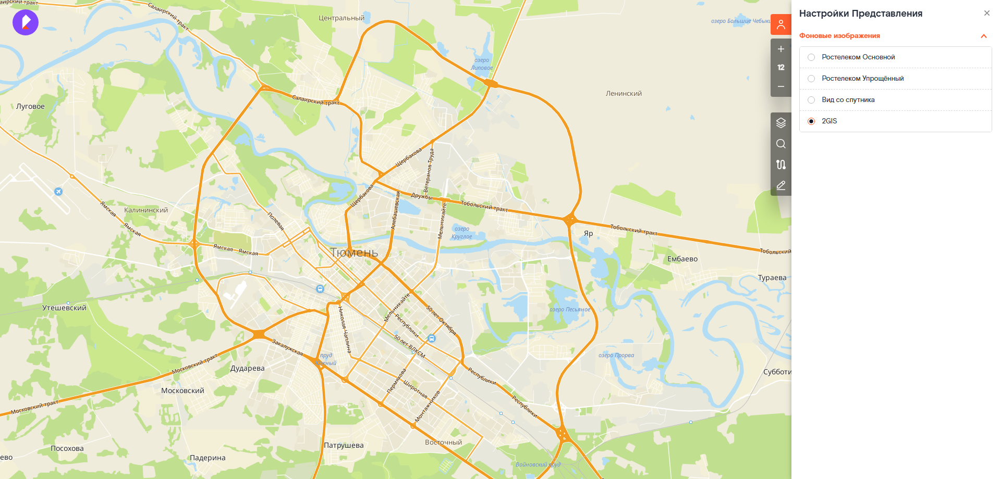 аирский тракт
Салаирский тракт
Центральный
озеро Большие Чебыки
озеро
Липовое
Ленинский
Салаирский тракт
Луговое
Щербакова
Ветеранов Труда
Щербакова
Дружбы
Тобольский тракт
Алебашевская
Мельникайте
Ямская
Калининский
Полевая
Ямская
озеро
Круглое
Яр
Тобольский тракт
Ямская
Ямская
Тюмень
Тобольский
Ембаево
Тураева
Утешевский
Мельникайте
50 лет Октября
озеро Песьяное
Николая Чаплина
Республики
50 лет ВЛКСМ
Закалужская
пруд
Южный
озеро Прорва
Московский тракт
Дударева
Субботи
Республики
Пермякова
Широтная
Московский
Московский тракт
Монтажников
Республики
Посохова
Патрушева
Восточный
ево
Падерина
Войновский пруд
12
Настройки Представления
Фоновые изображения
Ростелеком Основной
Ростелеком Упрощённый
Вид со спутника
2GIS